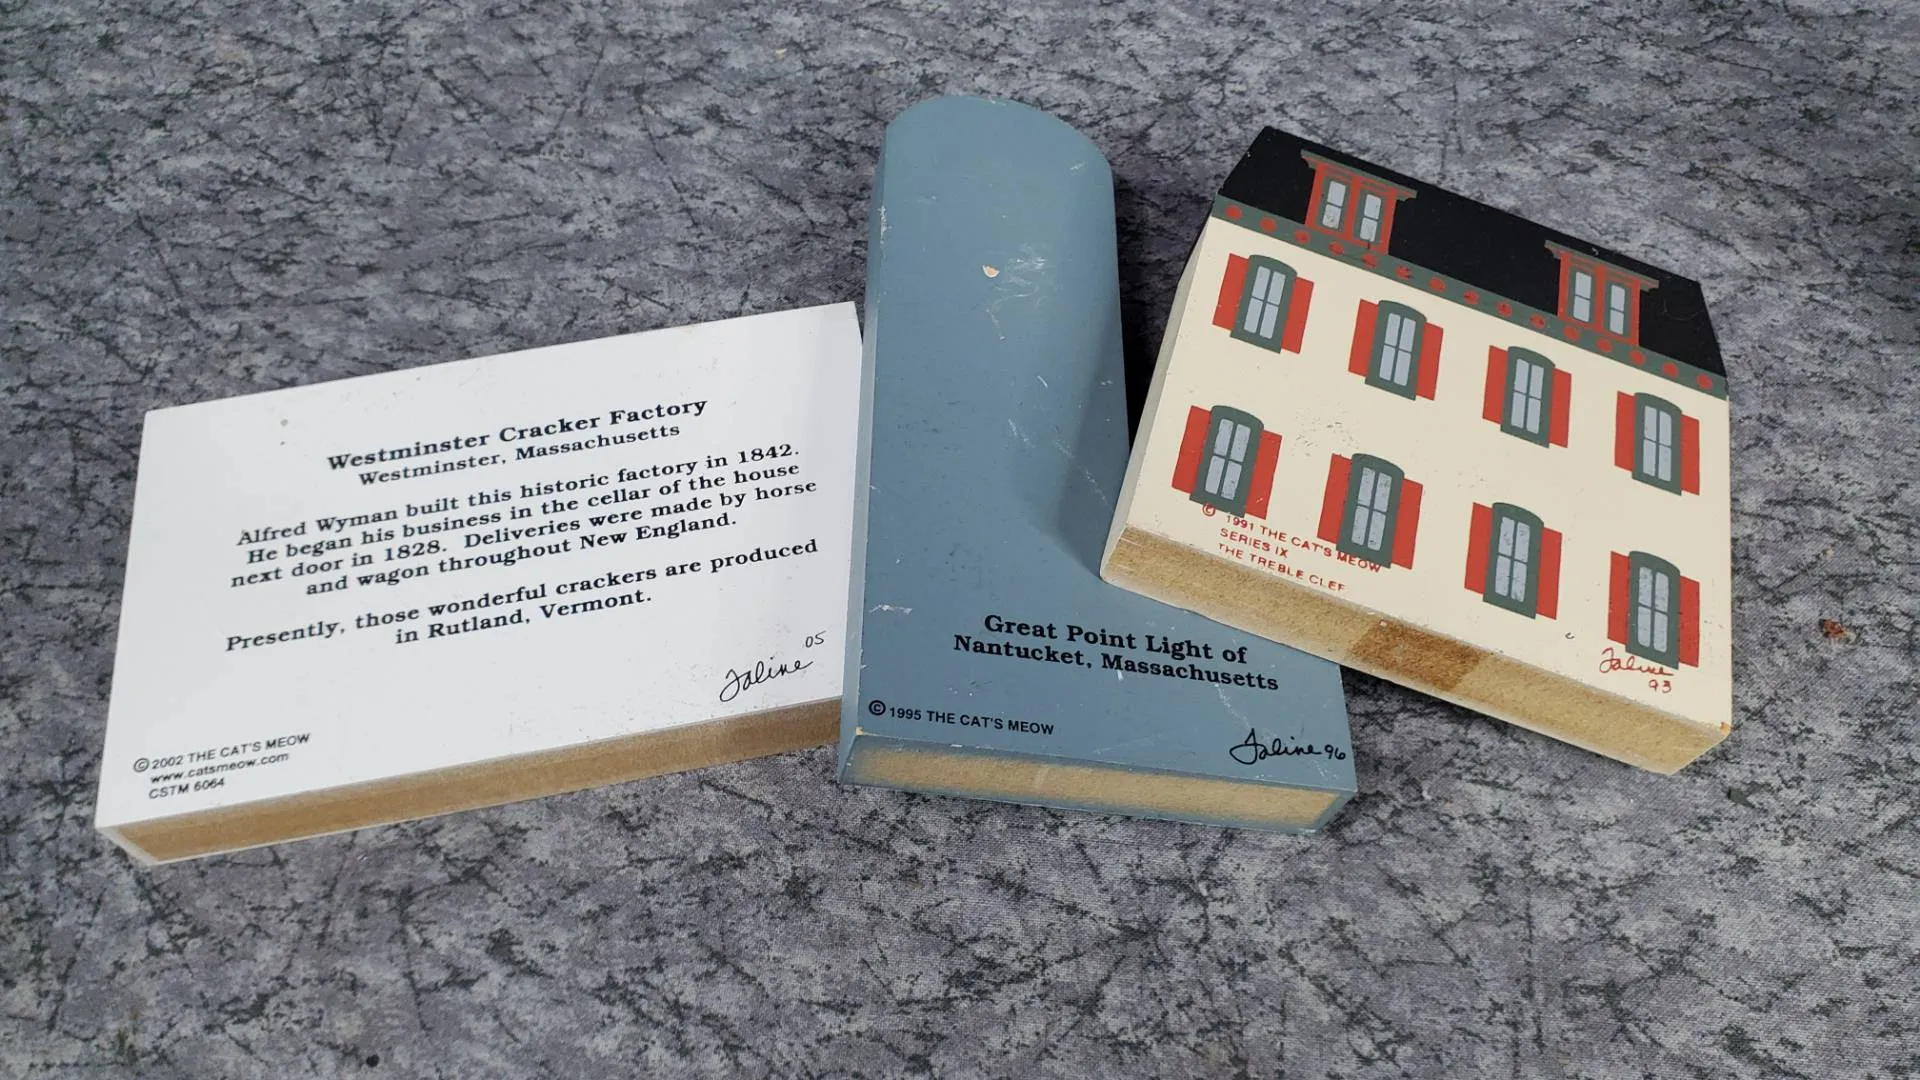 Westminster Cracker Factory
Westminster, Massachusetts
Alfred Wyman built this historic factory in 1842.
He began his business in the cellar of the house
next door in 1828. Deliveries were made by horse
and wagon throughout New England.
Presently, those wonderful crackers are produced
in Rutland, Vermont.
Faline 05
© 2002 THE CAT'S MEOW
www.catsmeow.com
CSTM 6064
Great Point Light of
Nantucket, Massachusetts
© 1995 THE CAT'S MEOW
Faline 96
© 1991 THE CAT'S MEOW
SERIES IX
THE TREBLE CLEF
Faline
93